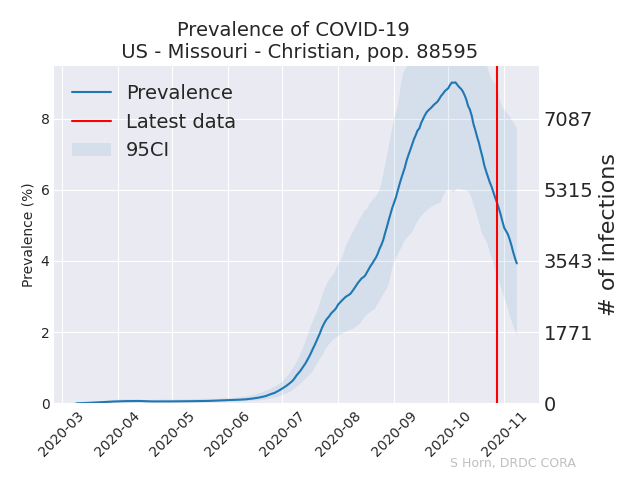 Prevalence of COVID-19
US - Missouri - Christian, pop. 88595
Prevalence
Latest data
95CI
Prevalence (%)
8
6
4
2
0
7087
5315
3543
1771
0
# of infections
2020-03
2020-04
2020-05
2020-06
2020-07
2020-08
2020-09
2020-10
2020-11
S Horn, DRDC CORA